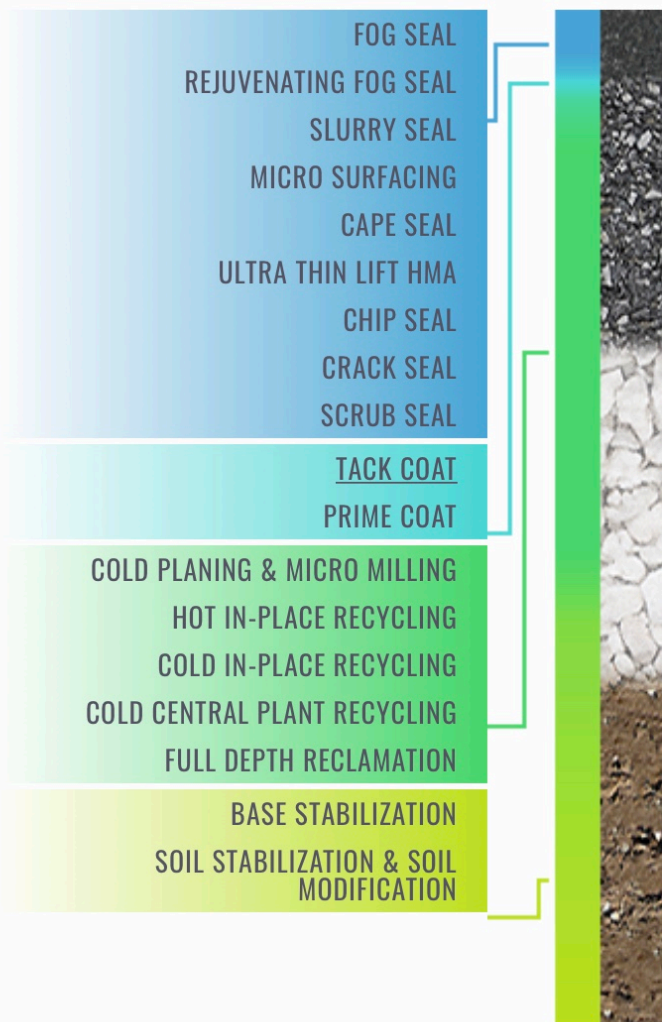 FOG SEAL
REJUVENATING FOG SEAL
SLURRY SEAL
MICRO SURFACING
CAPE SEAL
ULTRA THIN LIFT HMA
CHIP SEAL
CRACK SEAL
SCRUB SEAL
TACK COAT
PRIME COAT
COLD PLANING & MICRO MILLING
HOT IN-PLACE RECYCLING
COLD IN-PLACE RECYCLING
COLD CENTRAL PLANT RECYCLING
FULL DEPTH RECLAMATION
BASE STABILIZATION
SOIL STABILIZATION & SOIL
MODIFICATION